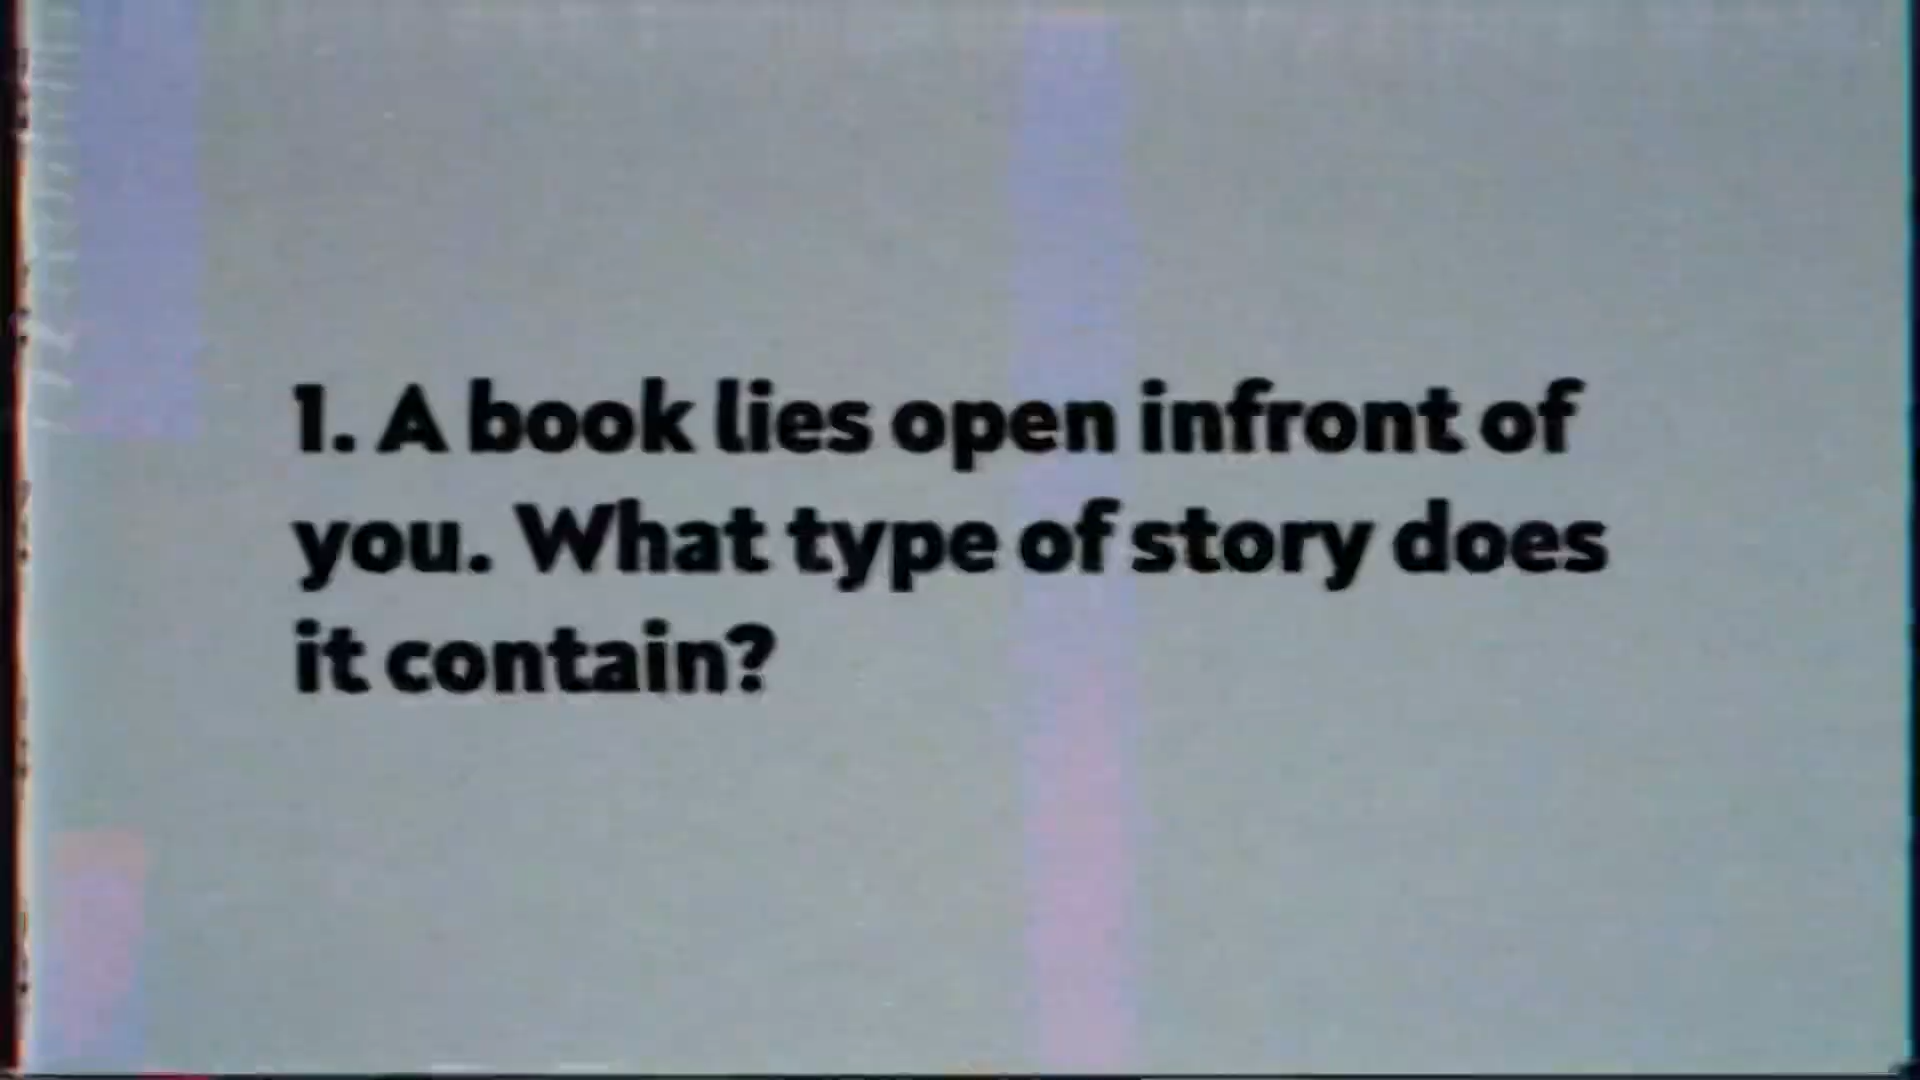 1. A book lies open infront of
you. What type of story does
it contain?